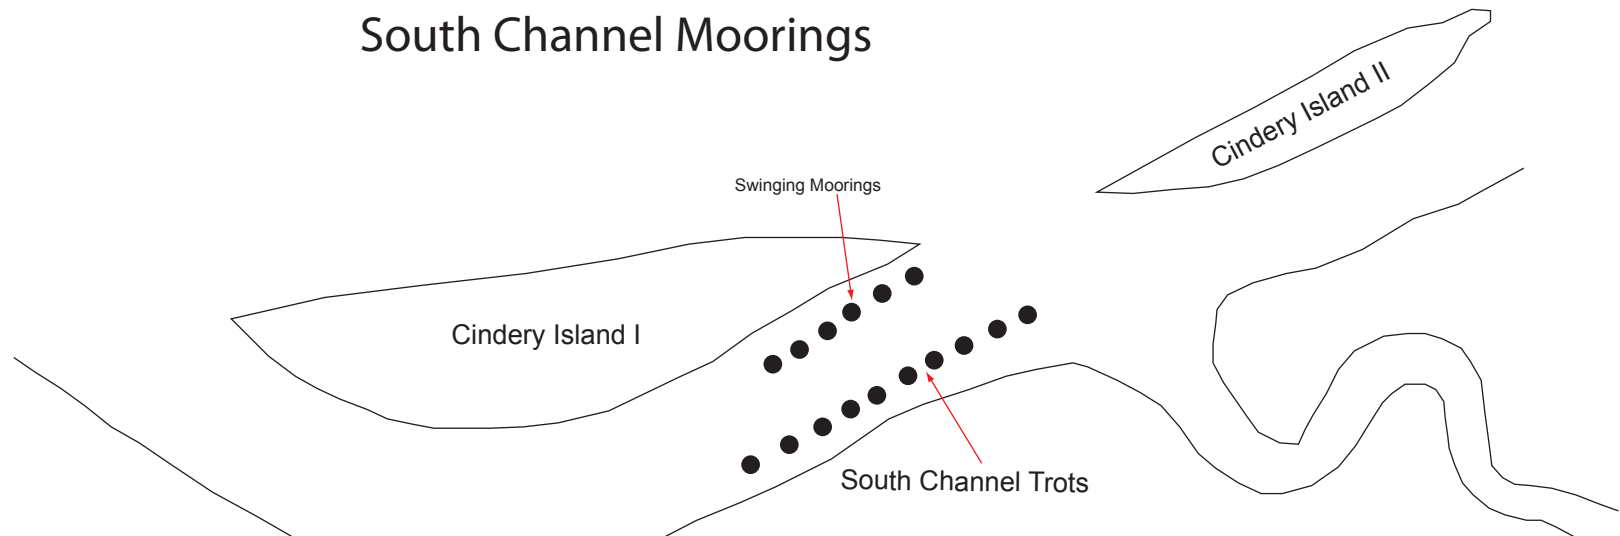 South Channel Moorings
Cindery Island II
Swinging Moorings
Cindery Island I
South Channel Trots